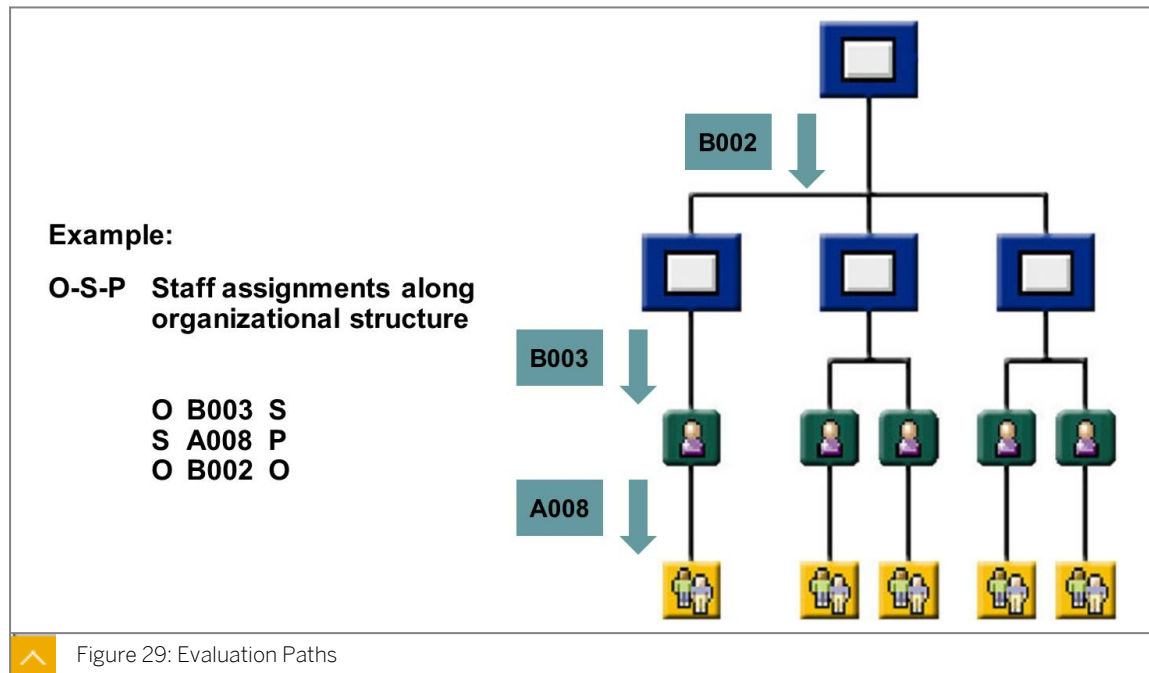 B002
Example:
O-S-P Staff assignments along
organizational structure
B003
O B003 S
S A008 P
O B002 O
A008
Figure 29: Evaluation Paths